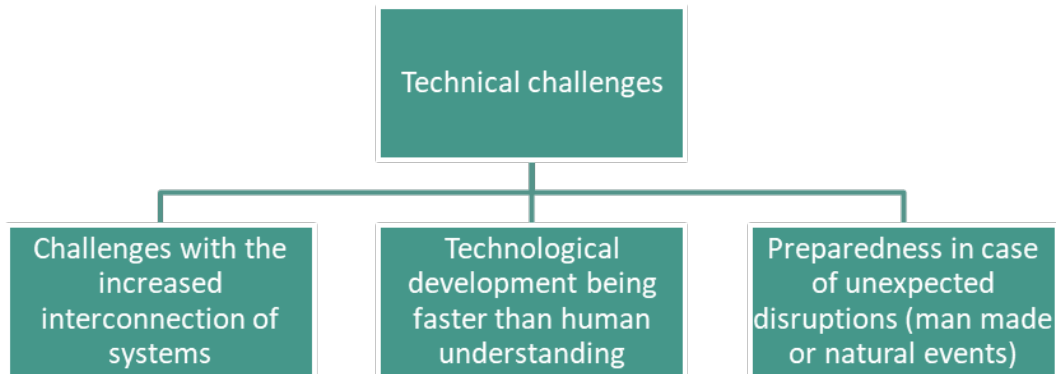 Technical challenges
Challenges with the
increased
interconnection of
systems
Technological
development being
faster than human
understanding
Preparedness in case
of unexpected
disruptions (man made
or natural events)